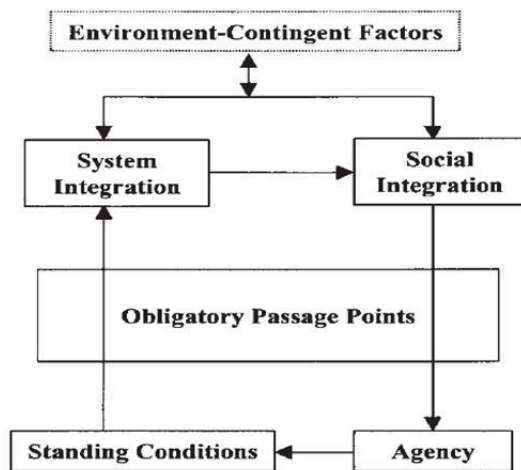 Environment-Contingent Factors
System
Integration
Social
Integration
Obligatory Passage Points
Standing Conditions
Agency